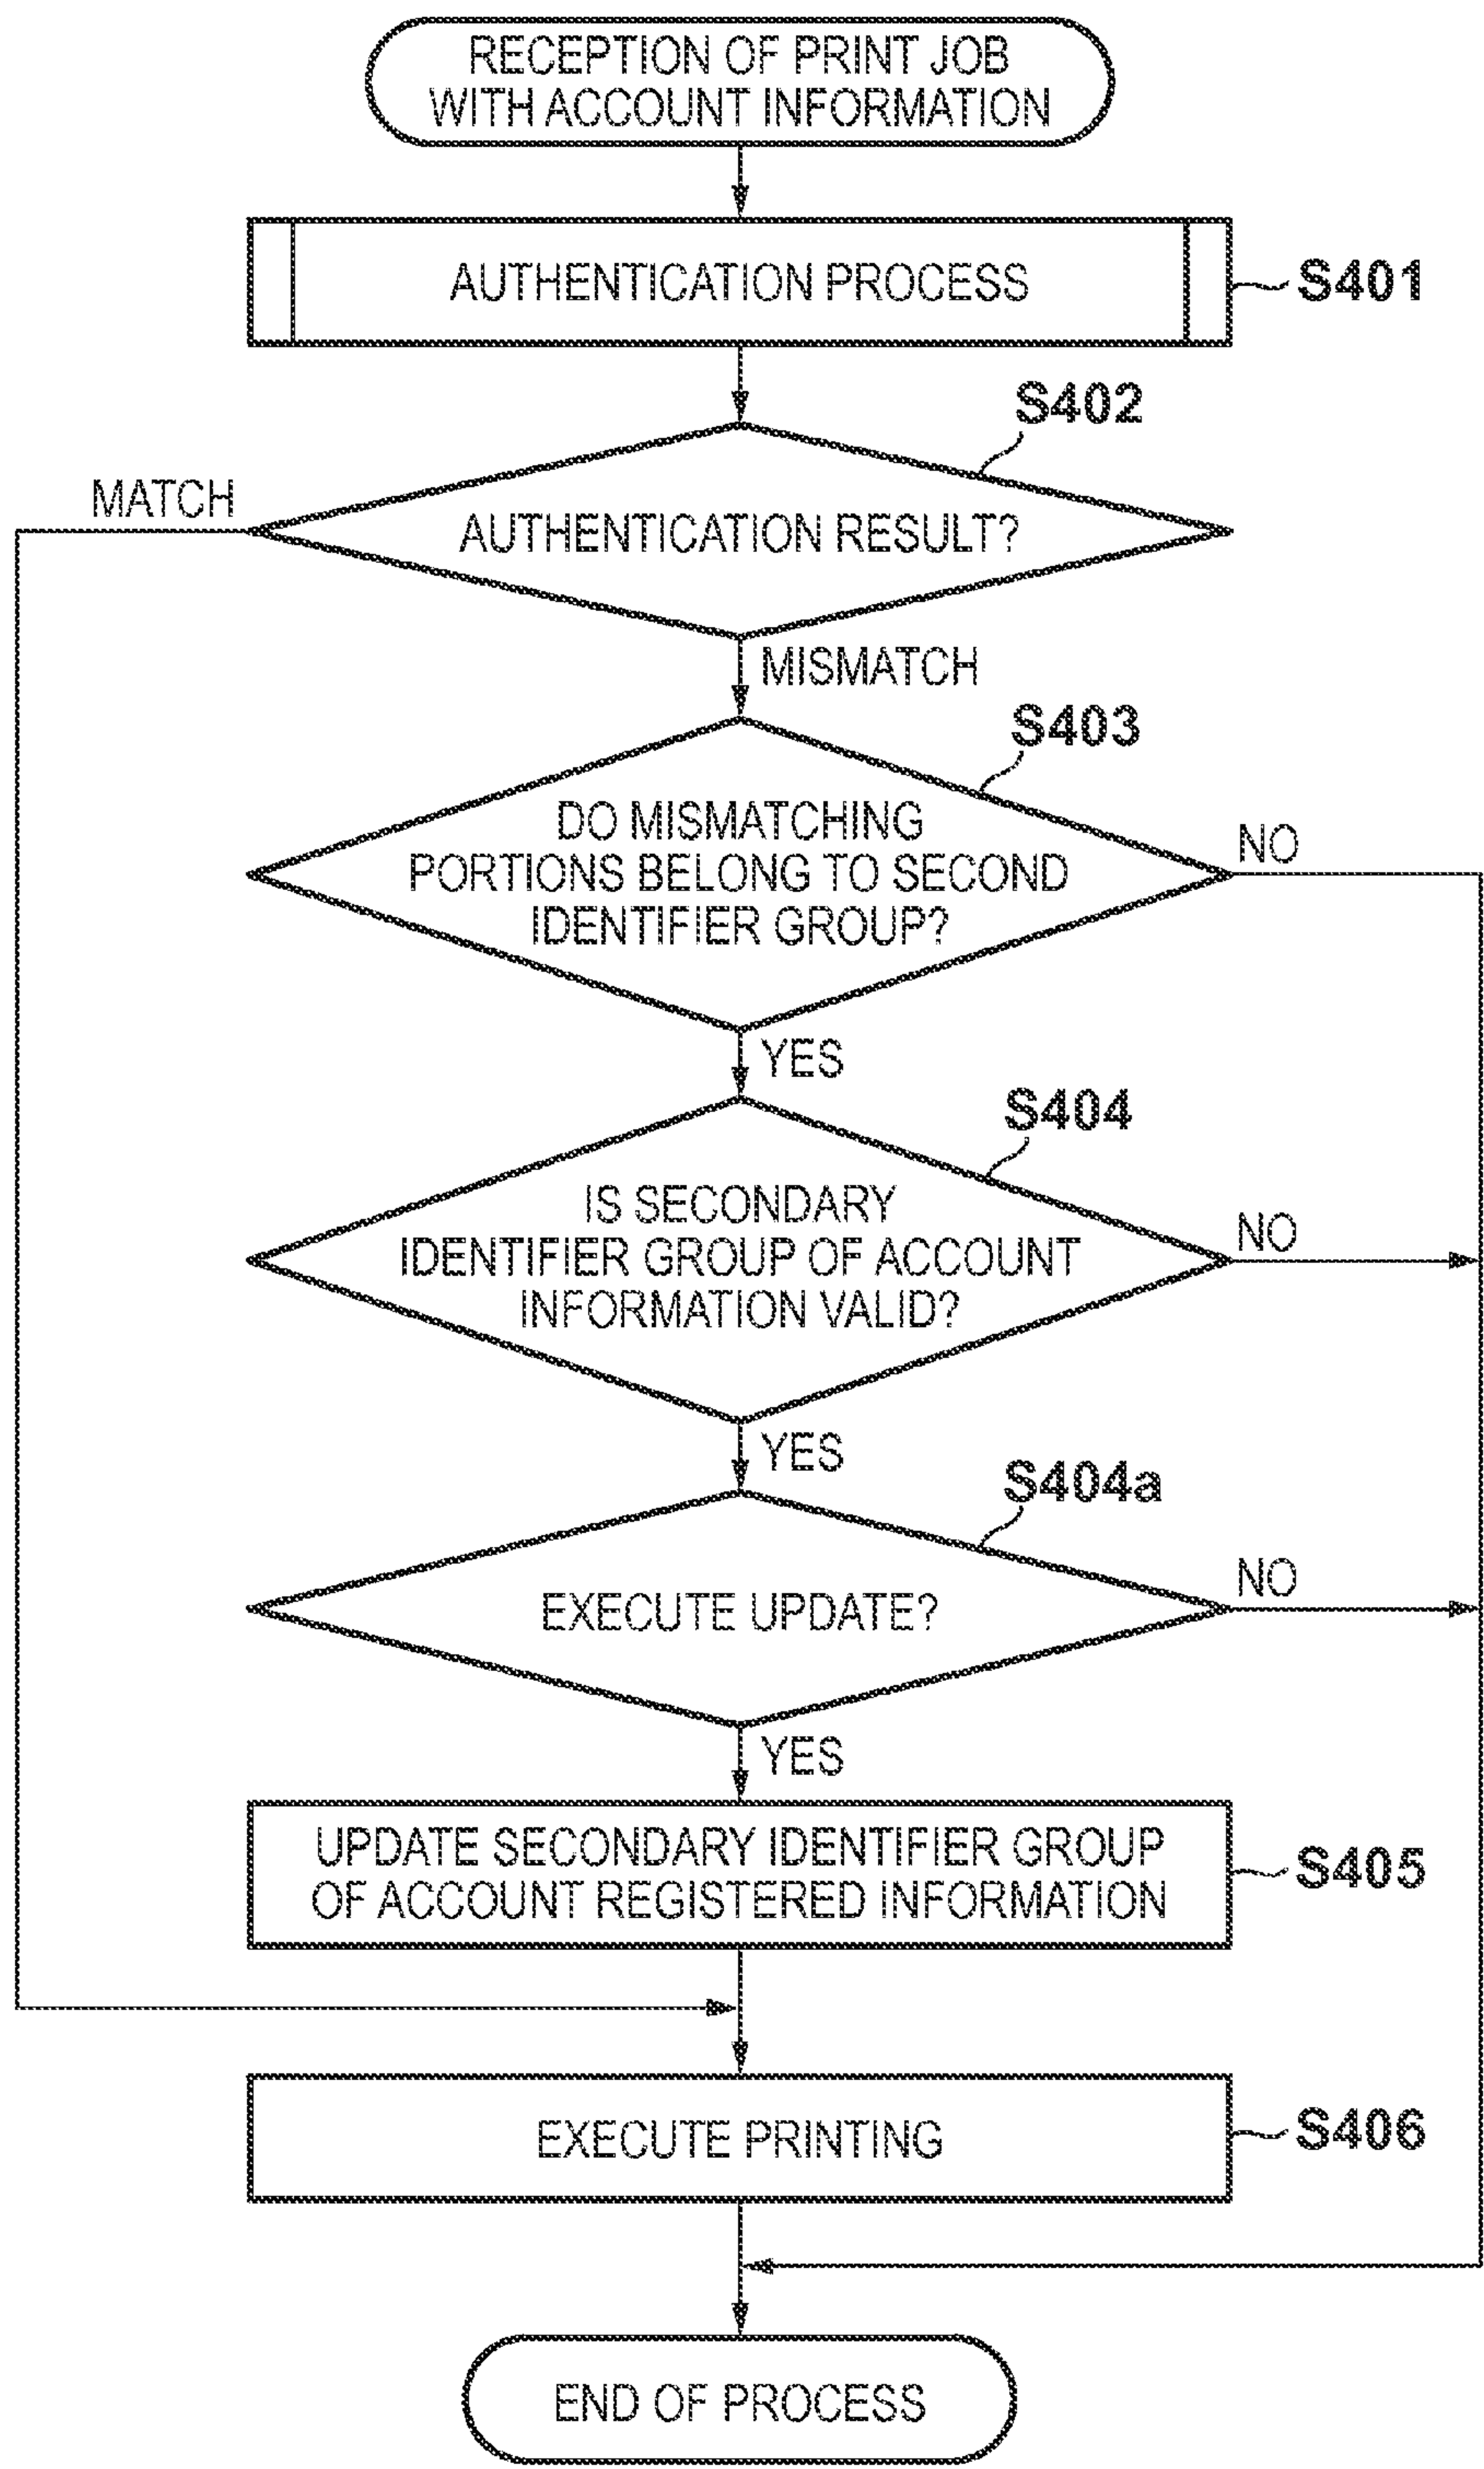 RECEPTION OF PRINT JOB
WITH ACCOUNT INFORMATION
AUTHENTICATION PROCESS
S401
S402
MATCH
AUTHENTICATION RESULT?
MISMATCH
S403
DO MISMATCHING
PORTIONS BELONG TO SECOND
IDENTIFIER GROUP?
NO
YES
S404
IS SECONDARY
IDENTIFIER GROUP OF ACCOUNT
INFORMATION VALID?
NO
YES
S404a
EXECUTE UPDATE?
NO
YES
UPDATE SECONDARY IDENTIFIER GROUP
OF ACCOUNT REGISTERED INFORMATION
S405
EXECUTE PRINTING
S406
END OF PROCESS